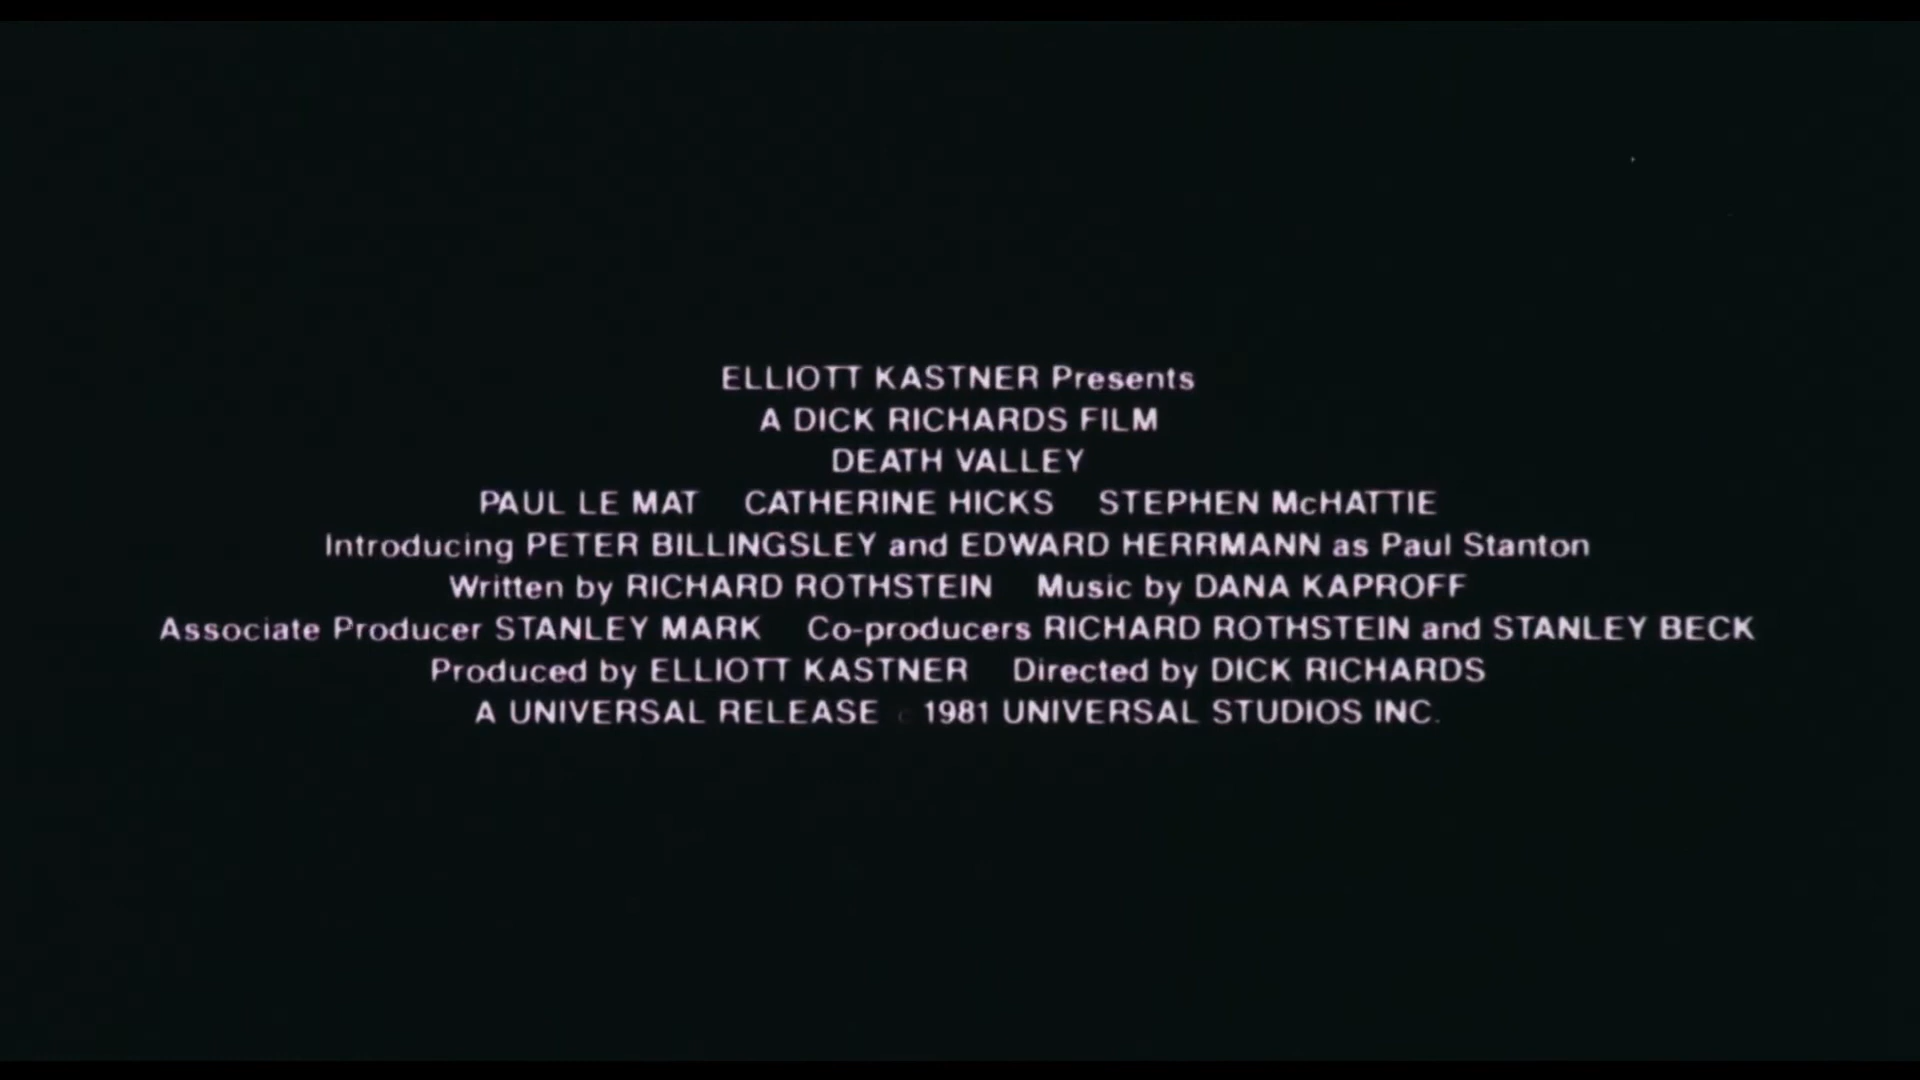 ELLIOTT KASTNER Presents
A DICK RICHARDS FILM
DEATH VALLEY
PAUL LE MAT CATHERINE HICKS STEPHEN McHATTIE
Introducing PETER BILLINGSLEY and EDWARD HERRMANN as Paul Stanton
Written by RICHARD ROTHSTEIN Music by DANA KAPROFF
Associate Producer STANLEY MARK Co-producers RICHARD ROTHSTEIN and STANLEY BECK
Produced by ELLIOTT KASTNER Directed by DICK RICHARDS
A UNIVERSAL RELEASE © 1981 UNIVERSAL STUDIOS INC.